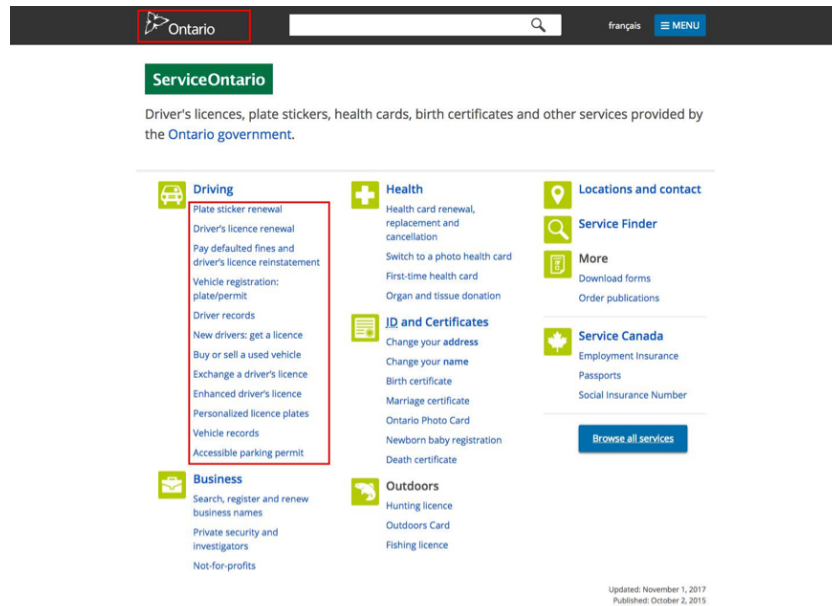 Ontario
français
≡ MENU
ServiceOntario
Driver's licences, plate stickers, health cards, birth certificates and other services provided by
the Ontario government.
Driving
Plate sticker renewal
Driver's licence renewal
Pay defaulted fines and
driver's licence reinstatement
Vehicle registration:
plate/permit
Driver records
New drivers: get a licence
Buy or sell a used vehicle
Exchange a driver's licence
Enhanced driver's licence
Personalized licence plates
Vehicle records
Accessible parking permit
Business
Search, register and renew
business names
Private security and
investigators
Not-for-profits
Health
Health card renewal,
replacement and
cancellation
Switch to a photo health card
First-time health card
Organ and tissue donation
ID and Certificates
Change your address
Change your name
Birth certificate
Marriage certificate
Ontario Photo Card
Newborn baby registration
Death certificate
Outdoors
Hunting licence
Outdoors Card
Fishing licence
Locations and contact
Service Finder
More
Download forms
Order publications
Service Canada
Employment Insurance
Passports
Social Insurance Number
Browse all services
Updated: November 1, 2017
Published: October 2, 2015